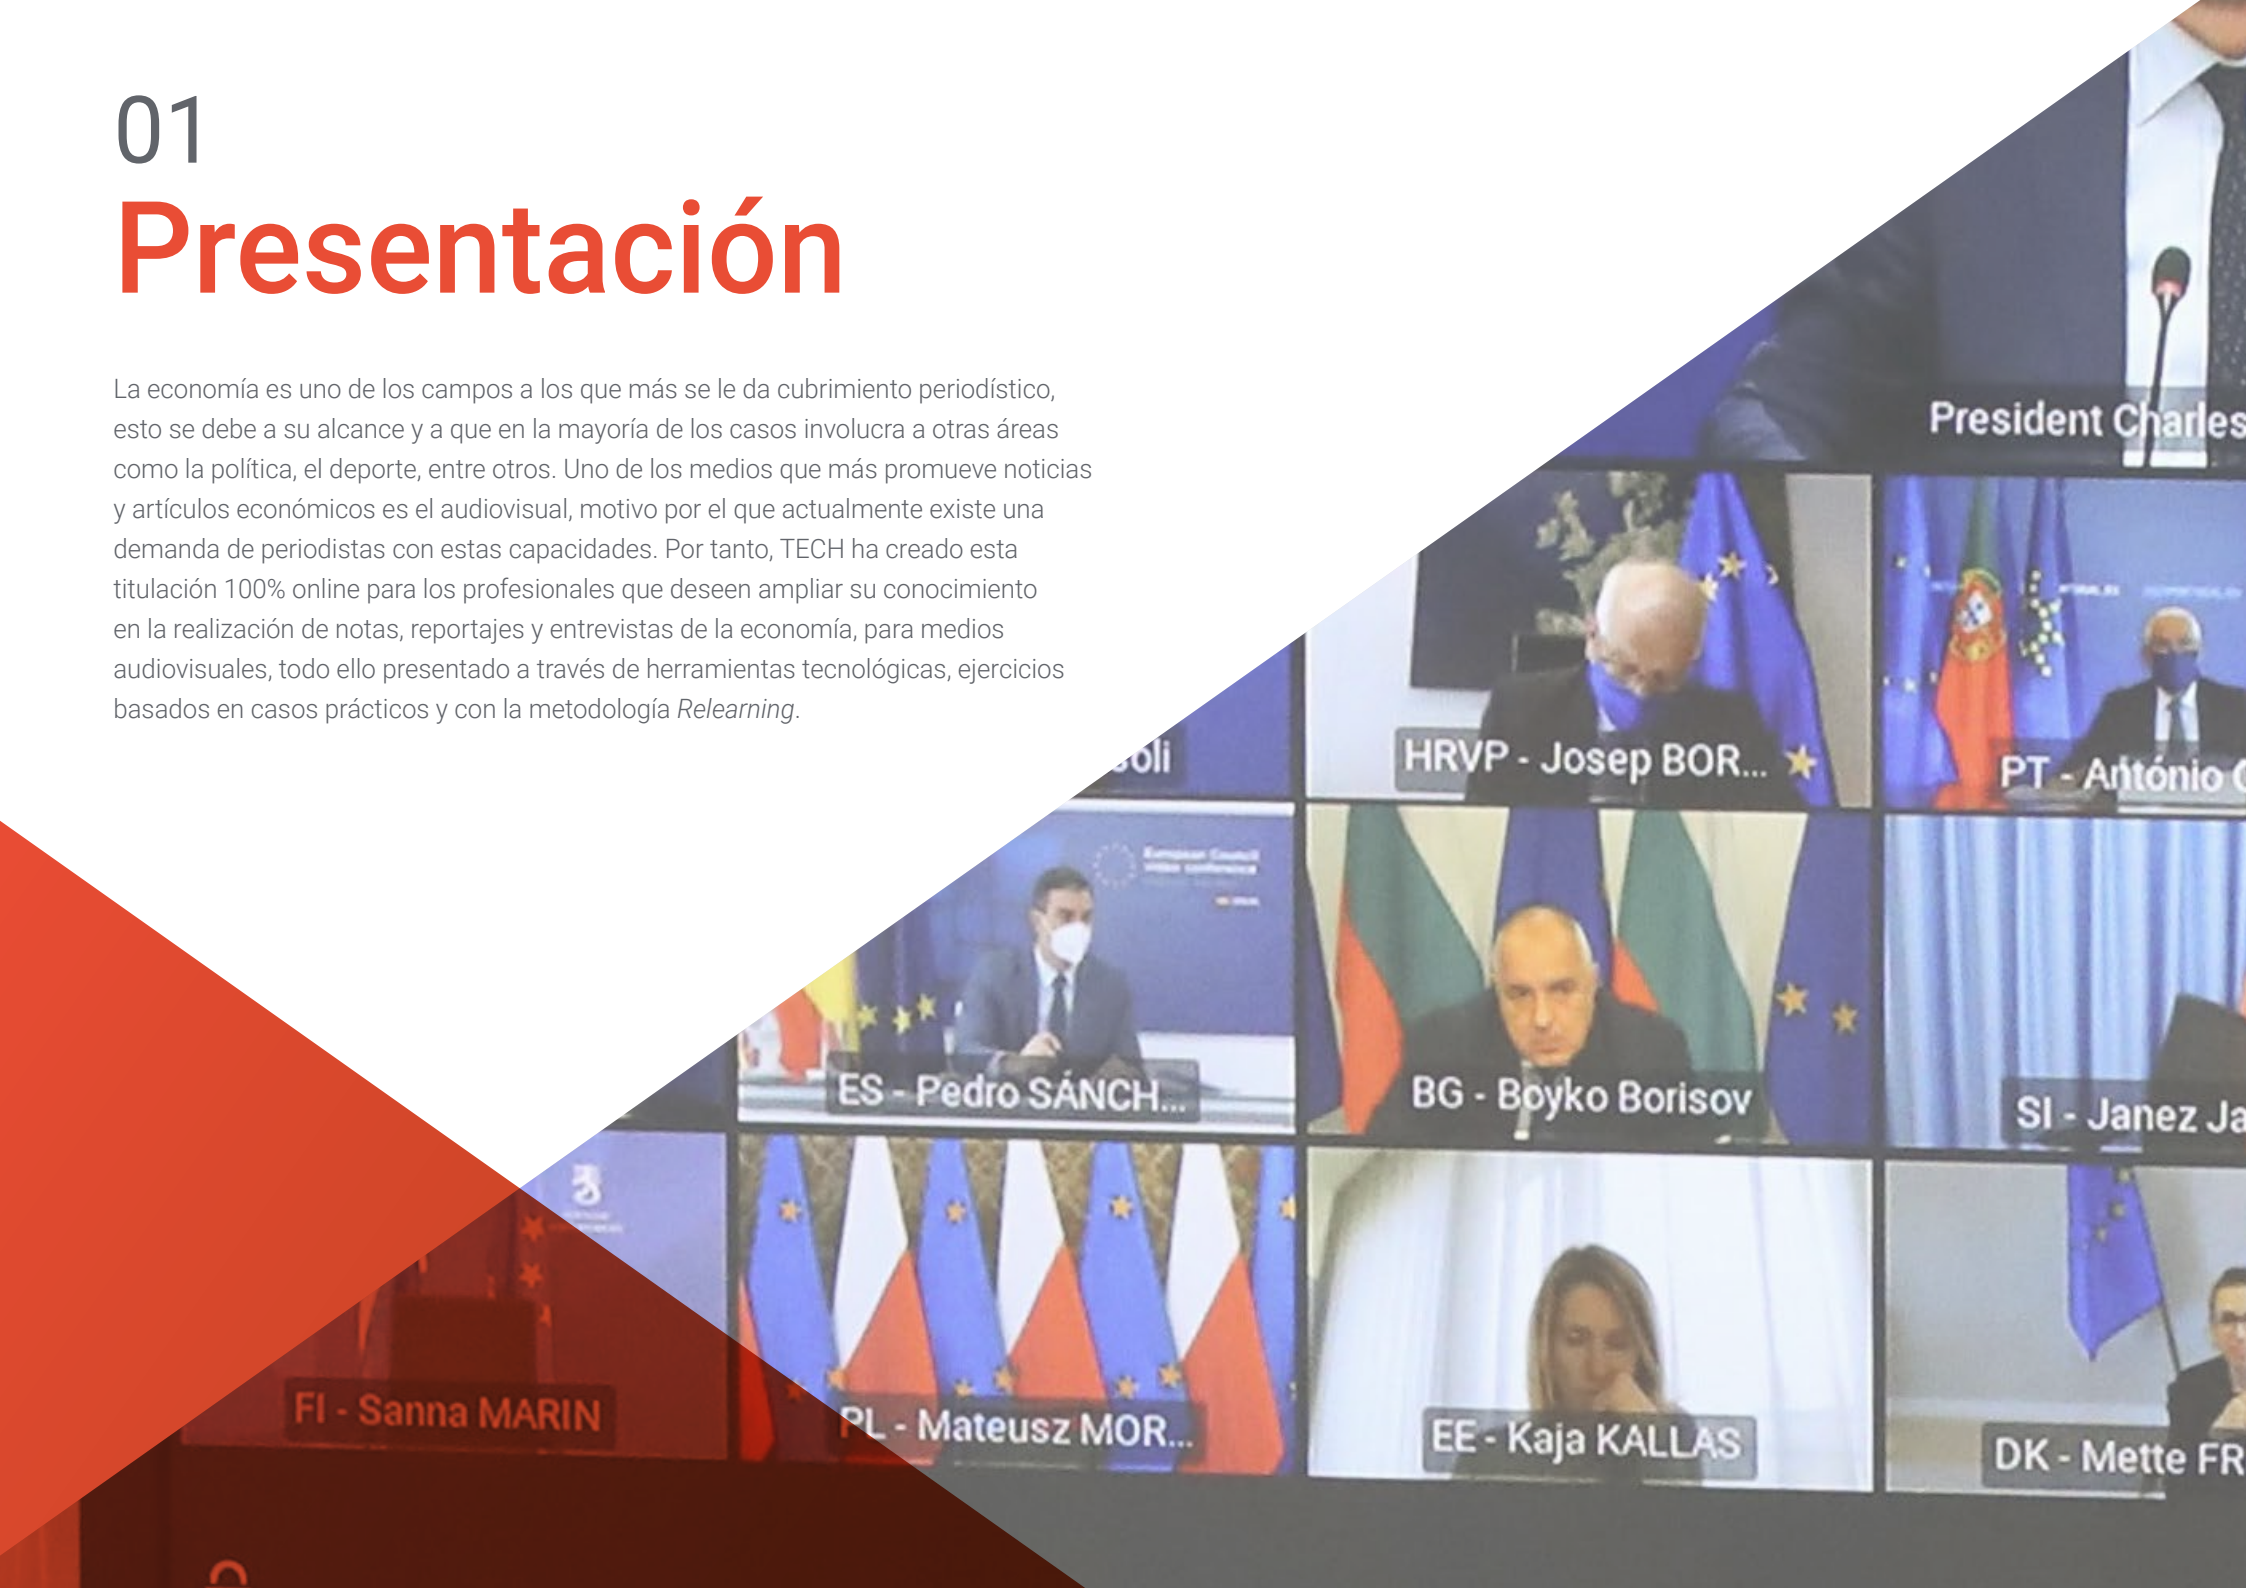 01
Presentación
La economía es uno de los campos a los que más se le da cubrimiento periodístico,
esto se debe a su alcance y a que en la mayoría de los casos involucra a otras áreas
como la política, el deporte, entre otros. Uno de los medios que más promueve noticias
y artículos económicos es el audiovisual, motivo por el que actualmente existe una
demanda de periodistas con estas capacidades. Por tanto, TECH ha creado esta
titulación 100% online para los profesionales que deseen ampliar su conocimiento
en la realización de notas, reportajes y entrevistas de la economía, para medios
audiovisuales, todo ello presentado a través de herramientas tecnológicas, ejercicios
basados en casos prácticos y con la metodología Relearning.
President Charles
oli
HRVP - Josep BOR...
PT - António
European Council
video conference
ES - Pedro SÁNCH...
BG - Boyko Borisov
SI - Janez Ja
FI - Sanna MARIN
PL - Mateusz MOR...
EE - Kaja KALLAS
DK - Mette FR